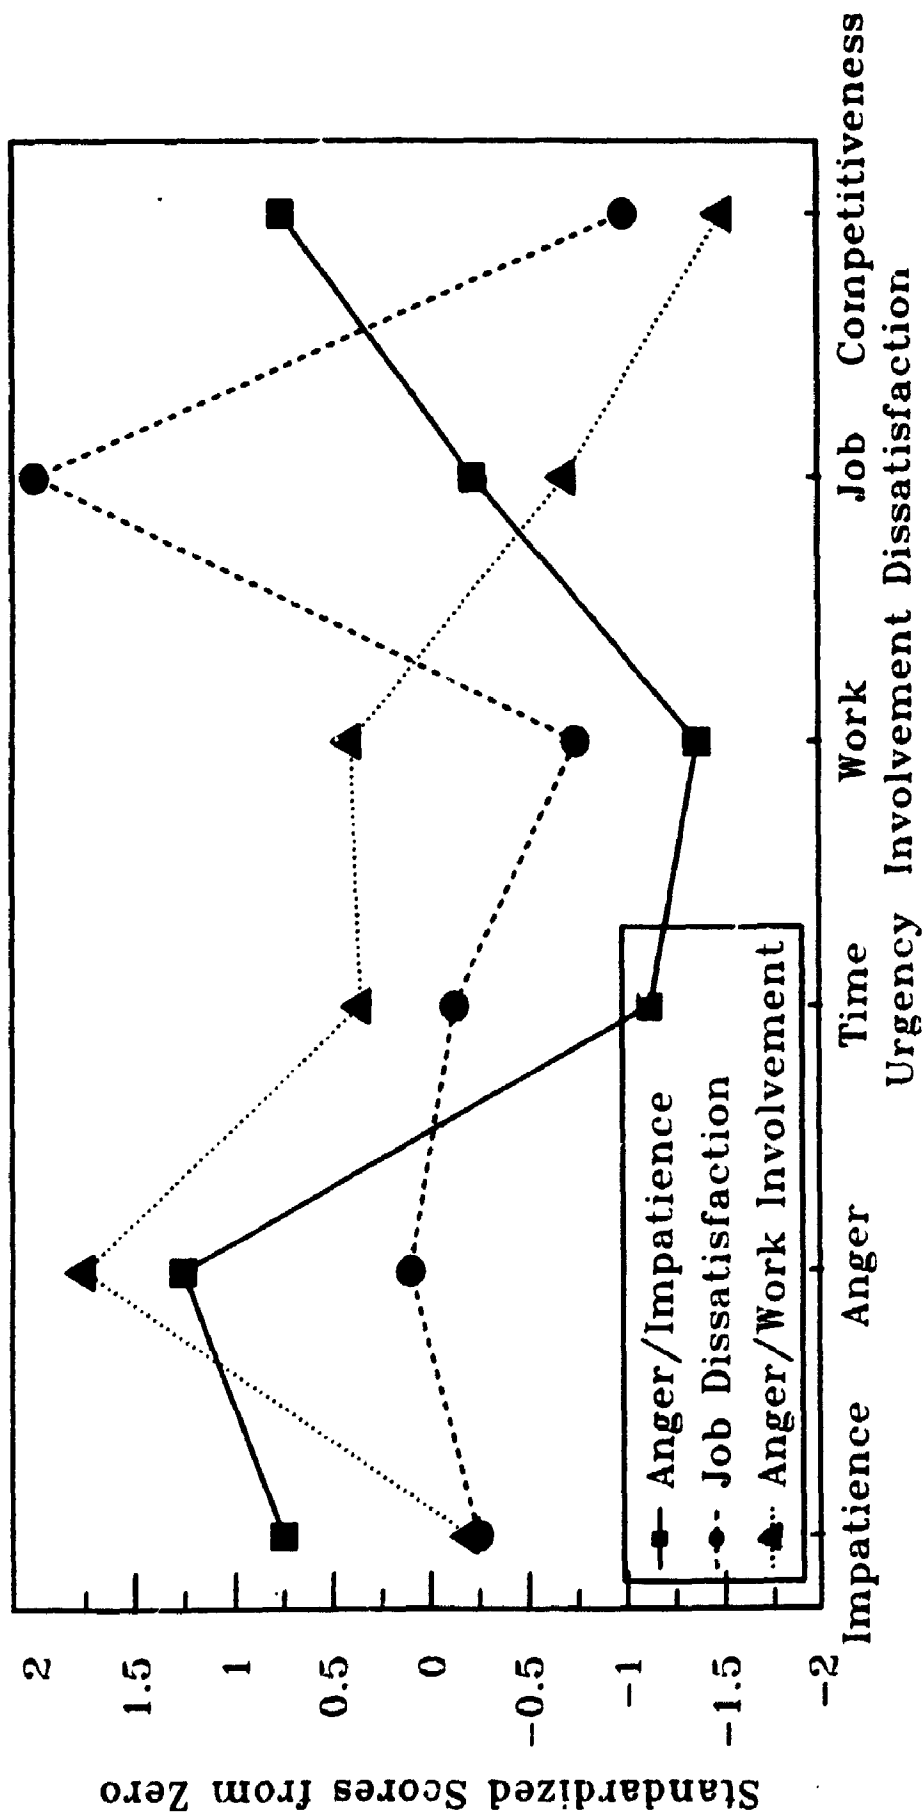 Standardized Scores from Zero
2
1.5
1
0.5
0
-0.5
-1
-1.5
-2
Anger/Impatience
Job Dissatisfaction
Anger/Work Involvement
Impatience Anger Time Work Job Competitiveness
Urgency Involvement Dissatisfaction